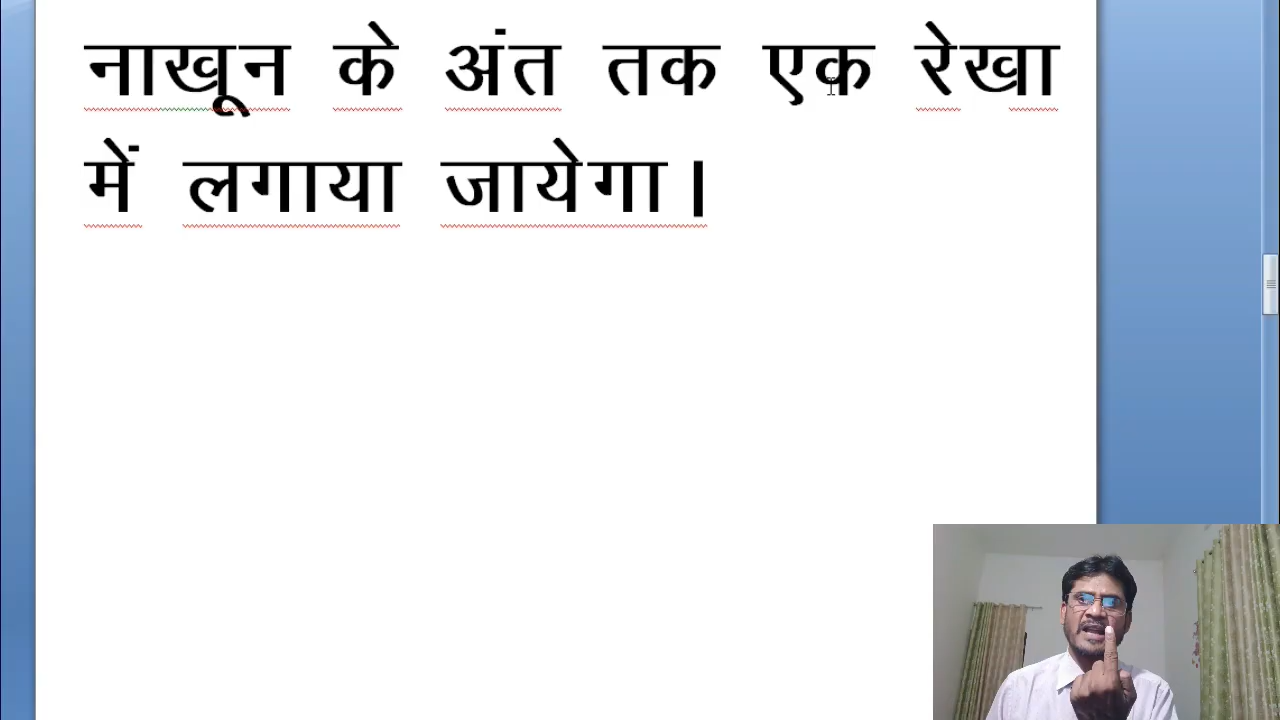 नाखून के अंत तक एक रेखा
में लगाया जायेगा।